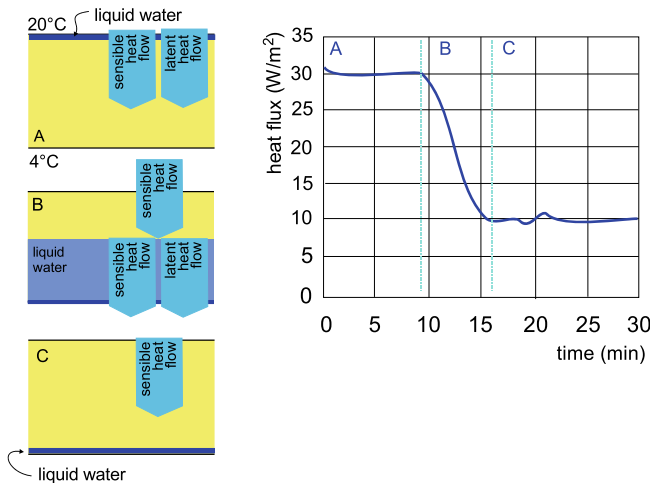 liquid water
20°C
sensible
heat
flow
latent
heat
flow
A
4°C
sensible
heat
flow
B
liquid
water
sensible
heat
flow
latent
heat
flow
C
sensible
heat
flow
liquid water
heat flux (W/m²)
35
30
25
20
15
10
5
0
A B C
0 5 10 15 20 25 30
time (min)